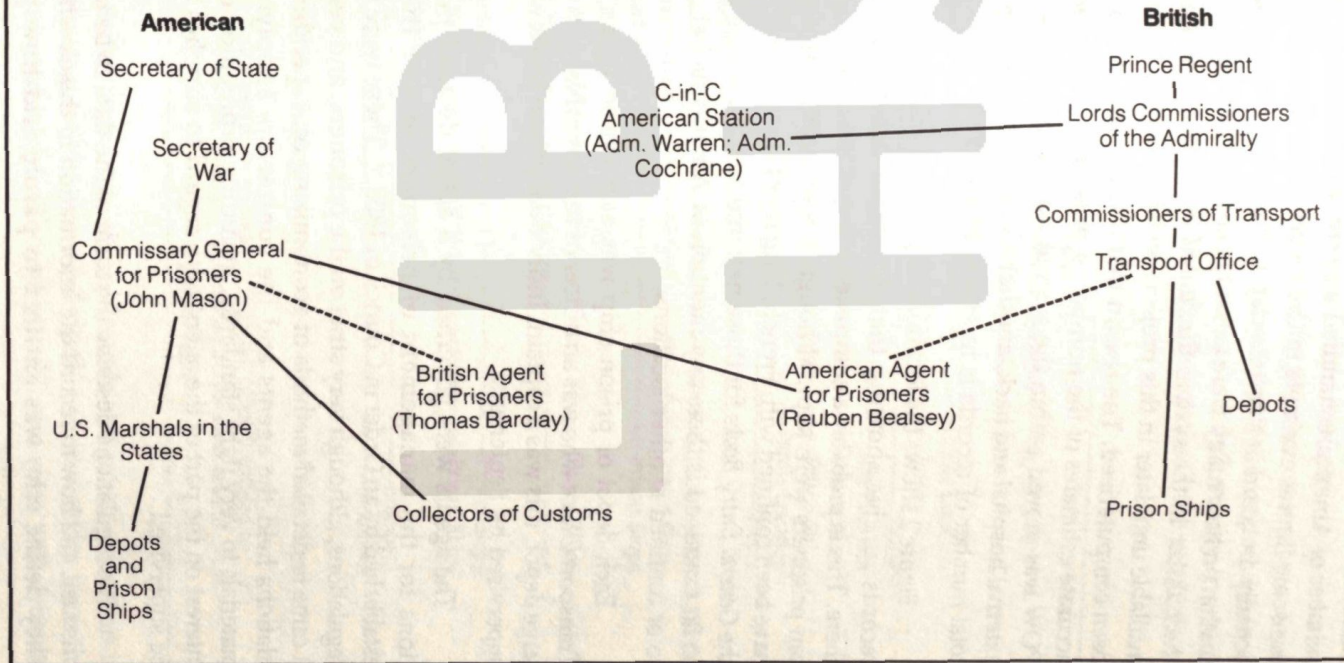 American
Secretary of State
Secretary of
War
Commissary General
for Prisoners
(John Mason)
British Agent
for Prisoners
(Thomas Barclay)
U.S. Marshals in the
States
Collectors of Customs
Depots
and
Prison
Ships
British
Prince Regent
Lords Commissioners
of the Admiralty
C-in-C
American Station
(Adm. Warren; Adm.
Cochrane)
Commissioners of Transport
Transport Office
American Agent
for Prisoners
(Reuben Bealsey)
Depots
Prison Ships